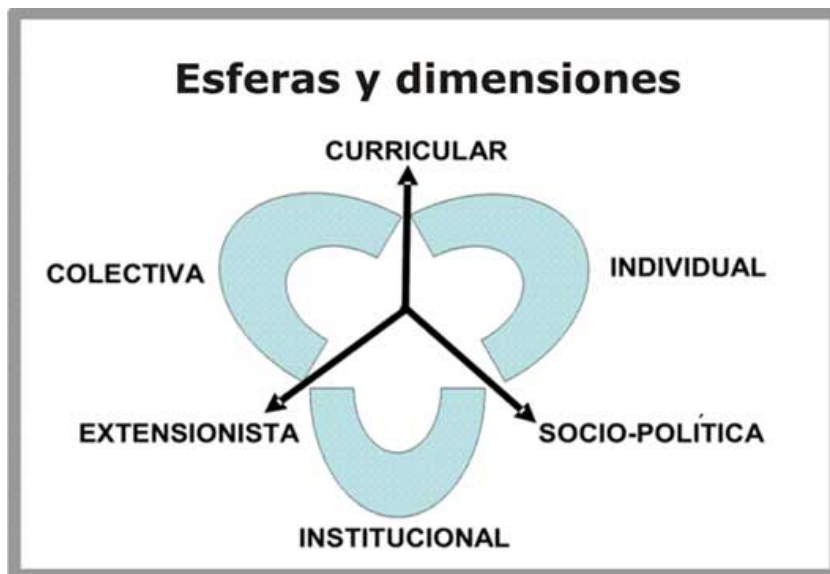 Esferas y dimensiones
CURRICULAR
COLECTIVA
INDIVIDUAL
EXTENSIONISTA
SOCIO-POLÍTICA
INSTITUCIONAL